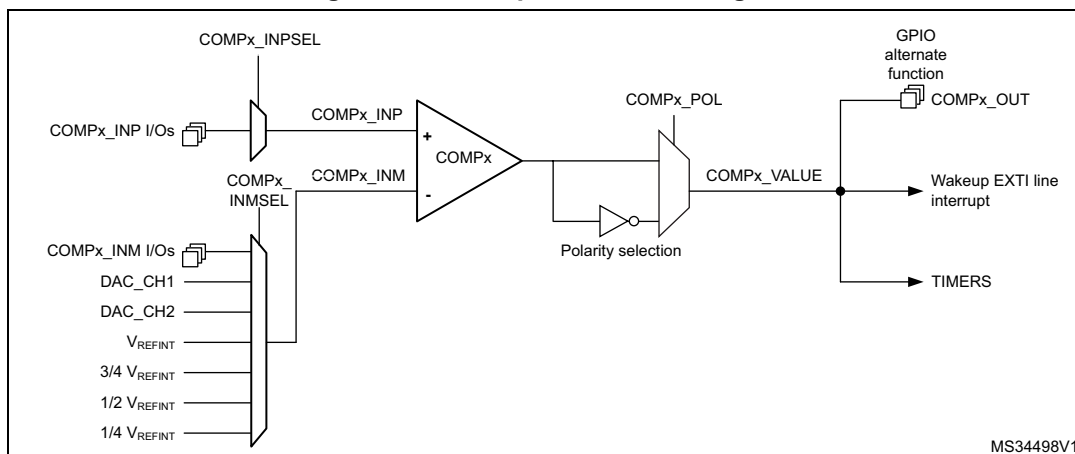 COMPx_INPSEL
GPIO
alternate
function
COMPx_POL
COMPx_INP I/Os
COMPx_INP
COMPx_OUT
+
COMPx
COMPx_
INMSEL
COMPx_INM
-
COMPx_VALUE
Wakeup EXTI line
interrupt
COMPx_INM I/Os
Polarity selection
DAC_CH1
TIMERS
DAC_CH2
VREFINT
3/4 VREFINT
1/2 VREFINT
1/4 VREFINT
MS34498V1